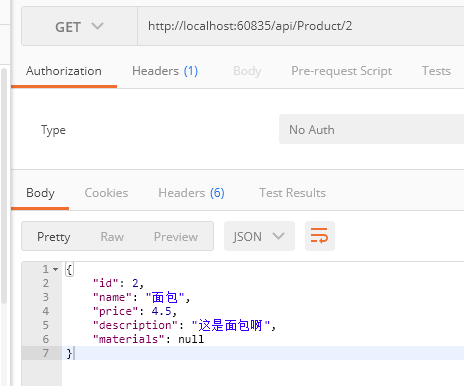 GET http://localhost:60835/api/Product/2
Authorization Headers (1) Body Pre-request Script Tests
Type No Auth
Body Cookies Headers (6) Test Results
Pretty Raw Preview JSON
1 {
2 "id": 2,
3 "name": "面包",
4 "price": 4.5,
5 "description": "这是面包啊",
6 "materials": null
7 }